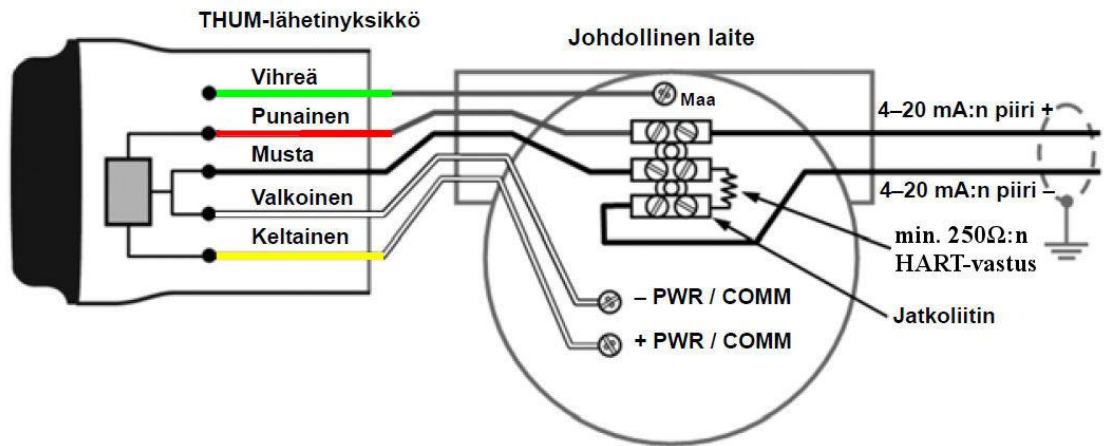 THUM-lähetinyksikkö
Johdollinen laite
Vihreä
Punainen
Musta
Valkoinen
Keltainen
Maa
4–20 mA:n piiri +
4–20 mA:n piiri –
min. 250Ω:n
HART-vastus
Jatkoliitin
– PWR / COMM
+ PWR / COMM